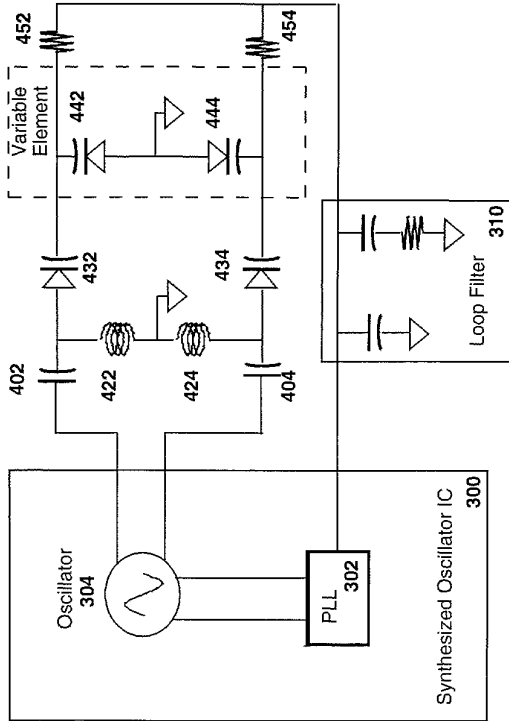 Synthesized Oscillator IC
300
Oscillator
304
PLL
302
402
404
422
424
432
434
Variable
Element
442
444
452
454
Loop Filter
310